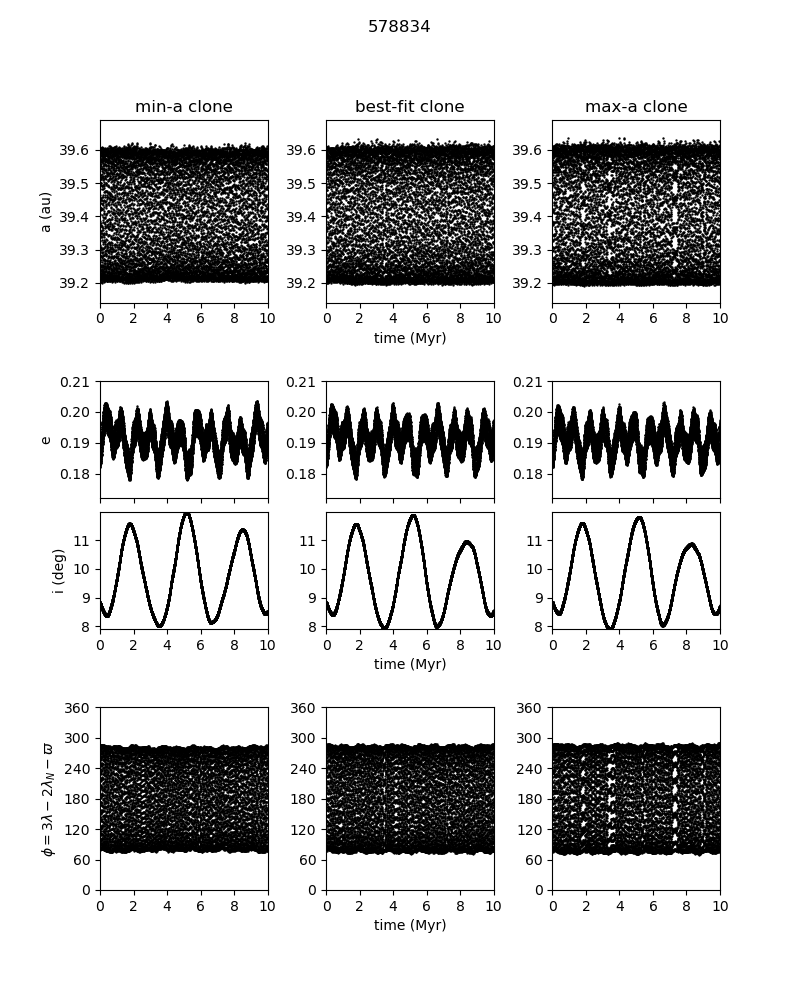 578834
min-a clone best-fit clone max-a clone
a (au)
39.6 39.6 39.6
39.5 39.5 39.5
39.4 39.4 39.4
39.3 39.3 39.3
39.2 39.2 39.2
0 2 4 6 8 10 0 2 4 6 8 10 0 2 4 6 8 10
time (Myr)
e
0.21 0.21 0.21
0.20 0.20 0.20
0.19 0.19 0.19
0.18 0.18 0.18
i (deg)
11 11 11
10 10 10
9 9 9
8 8 8
0 2 4 6 8 10 0 2 4 6 8 10 0 2 4 6 8 10
time (Myr)
ϕ = 3λ − 2λ_N − ϖ
360 360 360
300 300 300
240 240 240
180 180 180
120 120 120
60 60 60
0 0 0
0 2 4 6 8 10 0 2 4 6 8 10 0 2 4 6 8 10
time (Myr)